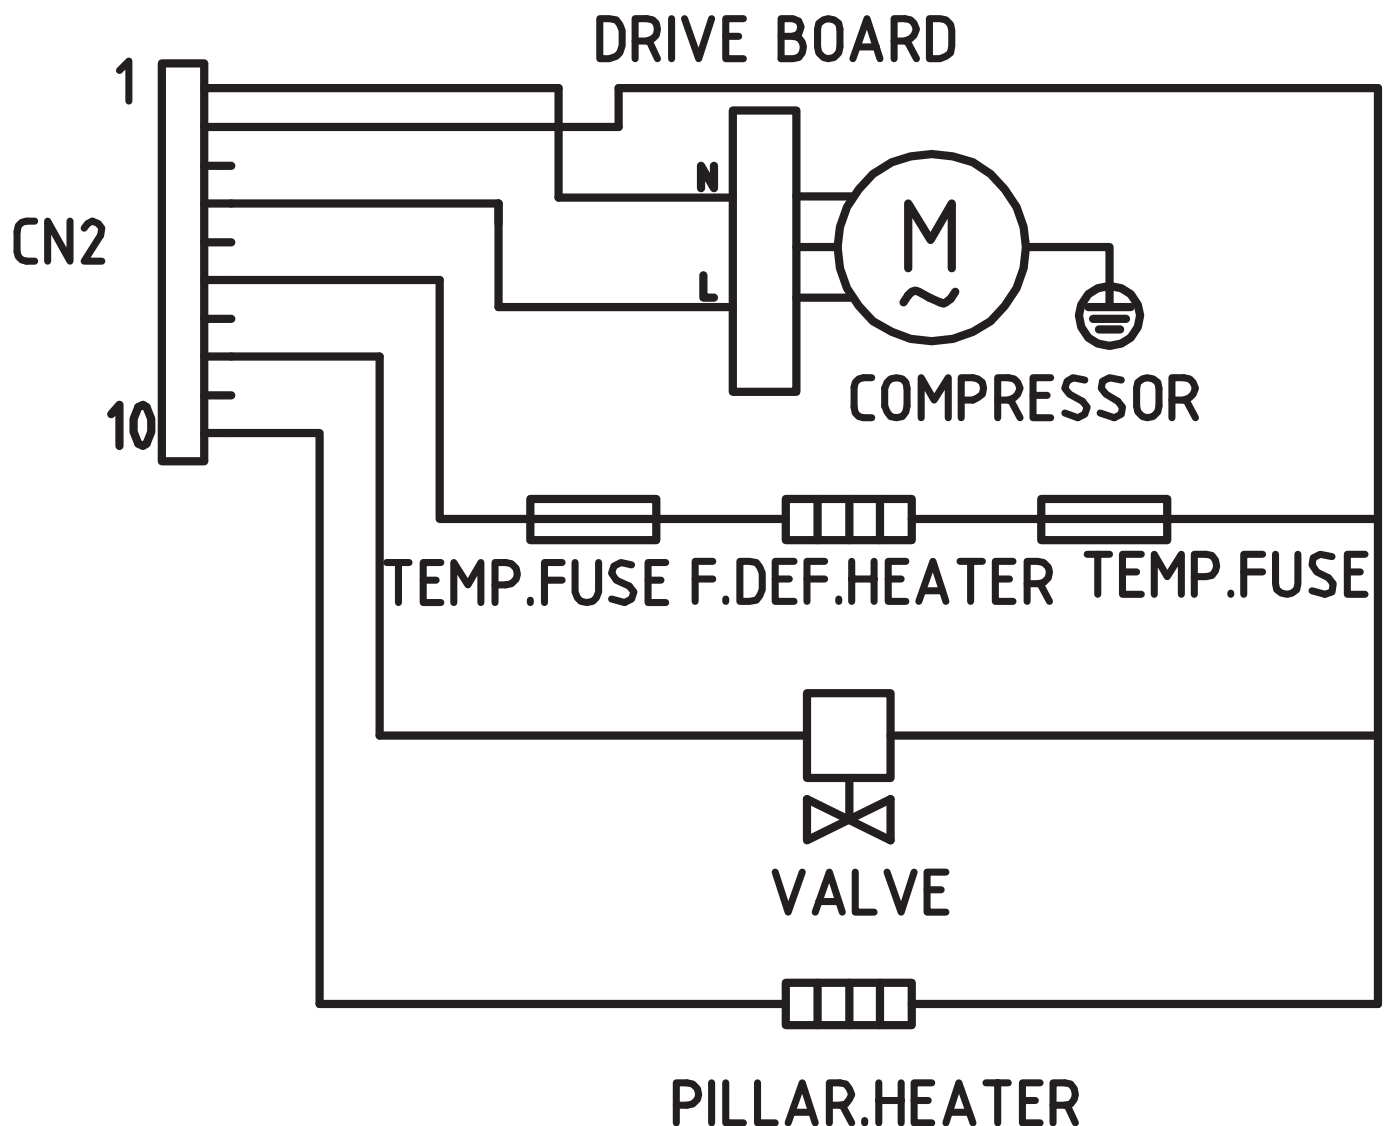 DRIVE BOARD
1
N
CN2
M
L
COMPRESSOR
10
TEMP.FUSE F.DEF.HEATER TEMP.FUSE
VALVE
PILLAR.HEATER